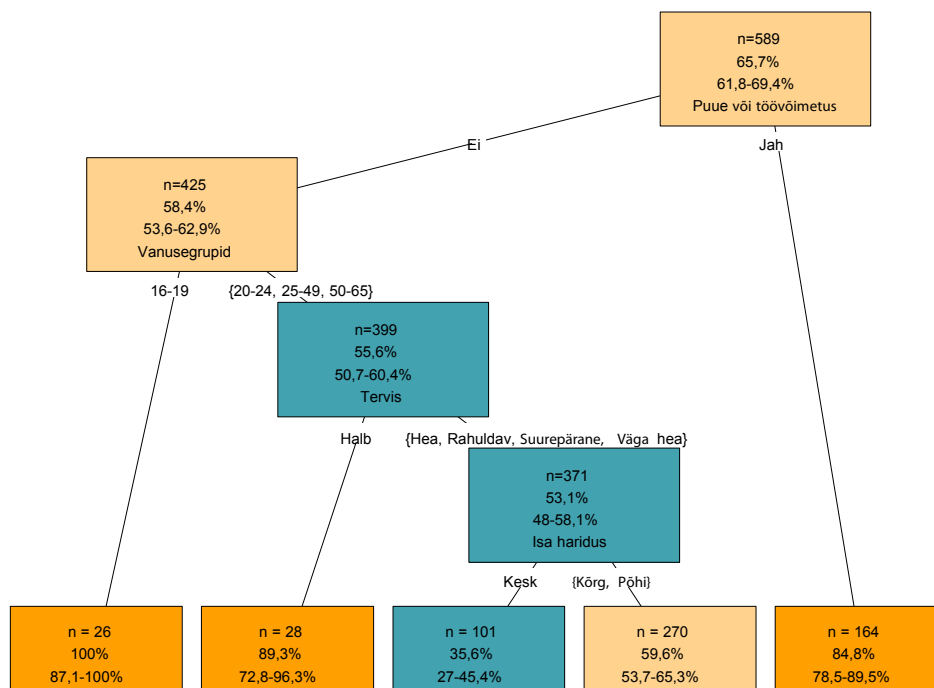 n=589
65,7%
61,8-69,4%
Puue või töövõimetus
Ei
Jah
n=425
58,4%
53,6-62,9%
Vanusegrupid
16-19
{20-24, 25-49, 50-65}
n=399
55,6%
50,7-60,4%
Tervis
Halb
{Hea, Rahuldav, Suurepärane, Väga hea}
n=371
53,1%
48-58,1%
Isa haridus
Kesk
{Kõrg, Põhi}
n = 26
100%
87,1-100%
n = 28
89,3%
72,8-96,3%
n = 101
35,6%
27-45,4%
n = 270
59,6%
53,7-65,3%
n = 164
84,8%
78,5-89,5%